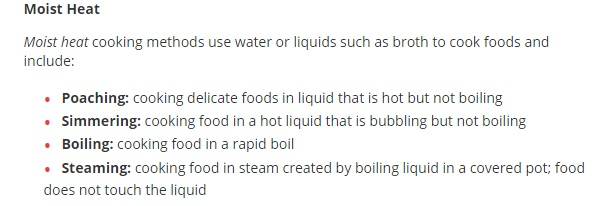 Moist Heat
Moist heat cooking methods use water or liquids such as broth to cook foods and
include:
• Poaching: cooking delicate foods in liquid that is hot but not boiling
• Simmering: cooking food in a hot liquid that is bubbling but not boiling
• Boiling: cooking food in a rapid boil
• Steaming: cooking food in steam created by boiling liquid in a covered pot; food
does not touch the liquid